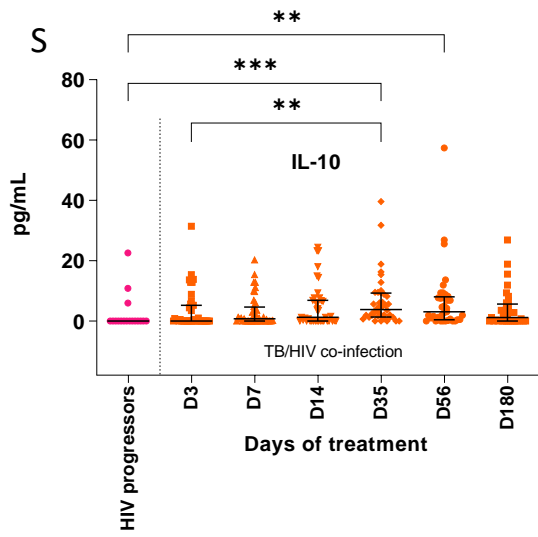 S
**
***
**
IL-10
pg/mL
80
60
40
20
0
TB/HIV co-infection
HIV progressors
D3
D7
D14
D35
D56
D180
Days of treatment